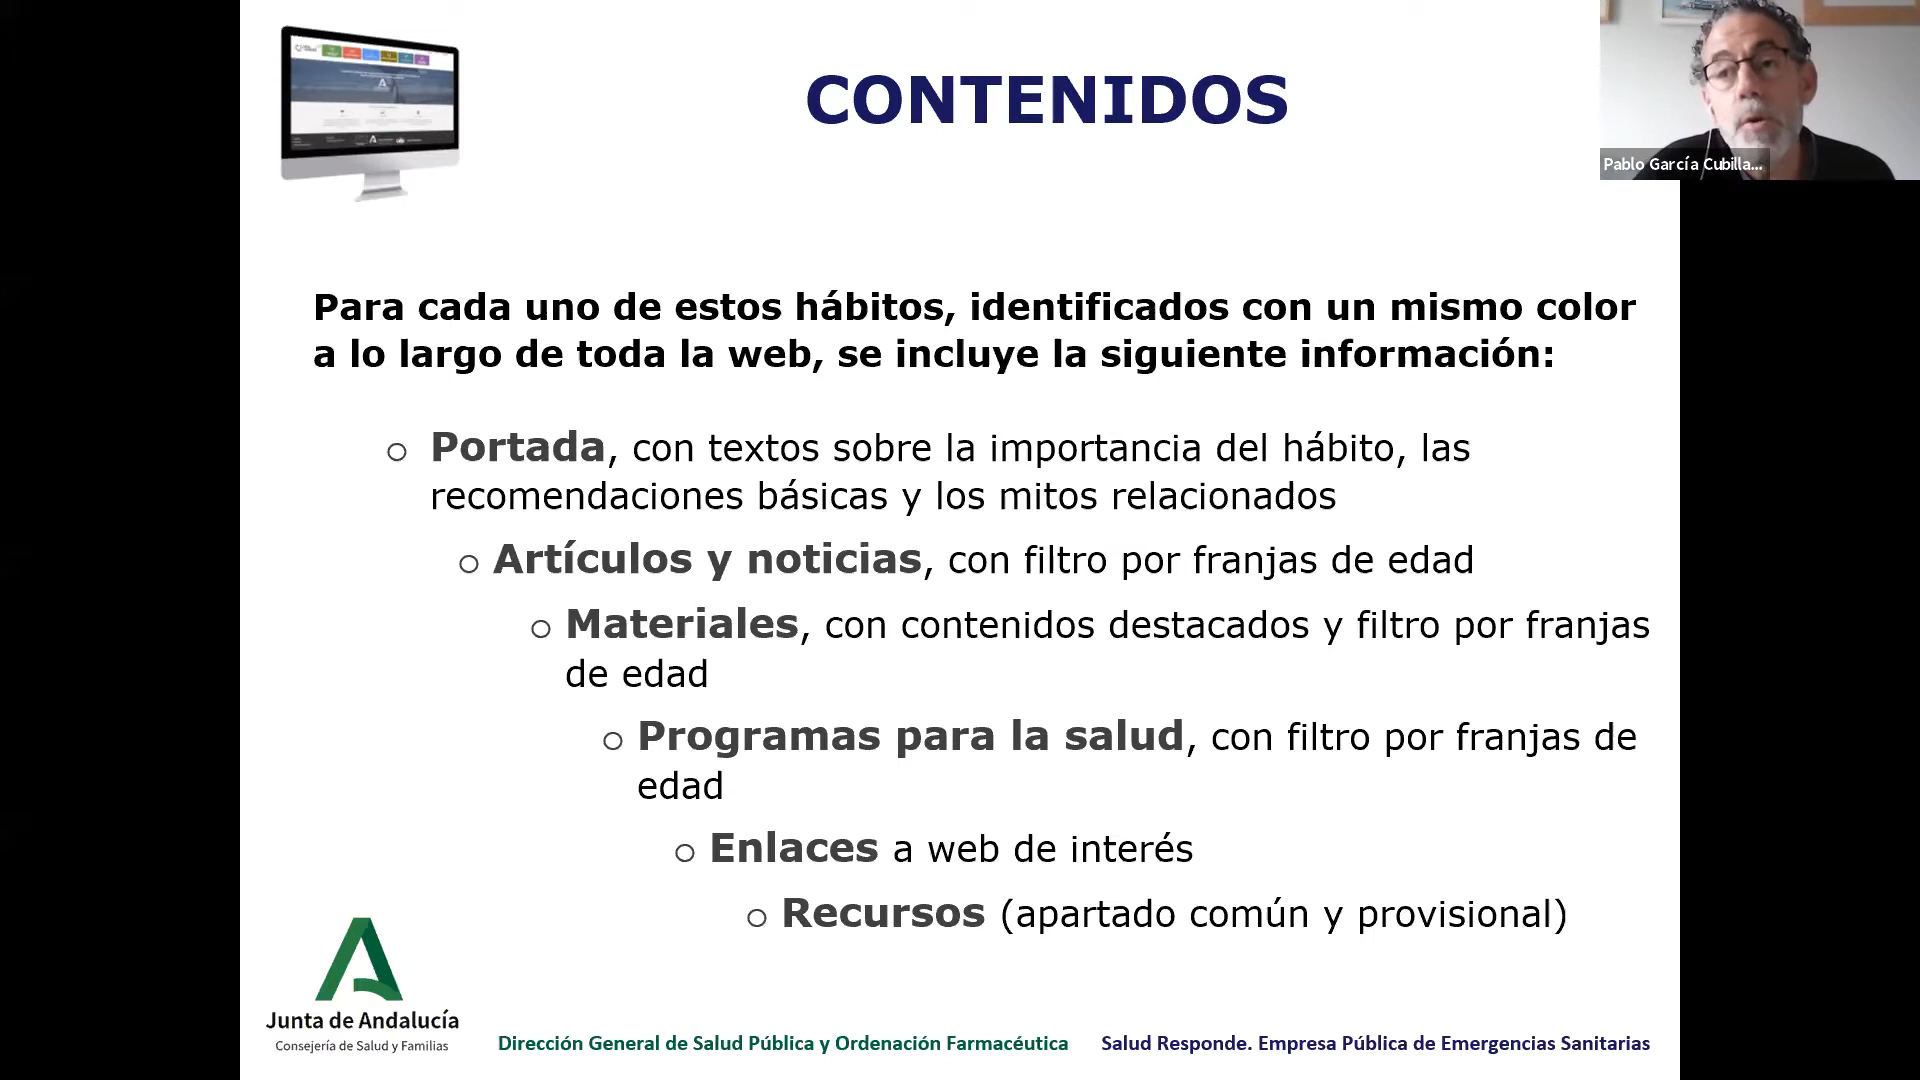 CONTENIDOS
Pablo García Cubilla...
Para cada uno de estos hábitos, identificados con un mismo color
a lo largo de toda la web, se incluye la siguiente información:
o Portada, con textos sobre la importancia del hábito, las
recomendaciones básicas y los mitos relacionados
o Artículos y noticias, con filtro por franjas de edad
o Materiales, con contenidos destacados y filtro por franjas
de edad
o Programas para la salud, con filtro por franjas de
edad
o Enlaces a web de interés
o Recursos (apartado común y provisional)
Junta de Andalucía
Consejería de Salud y Familias
Dirección General de Salud Pública y Ordenación Farmacéutica
Salud Responde. Empresa Pública de Emergencias Sanitarias